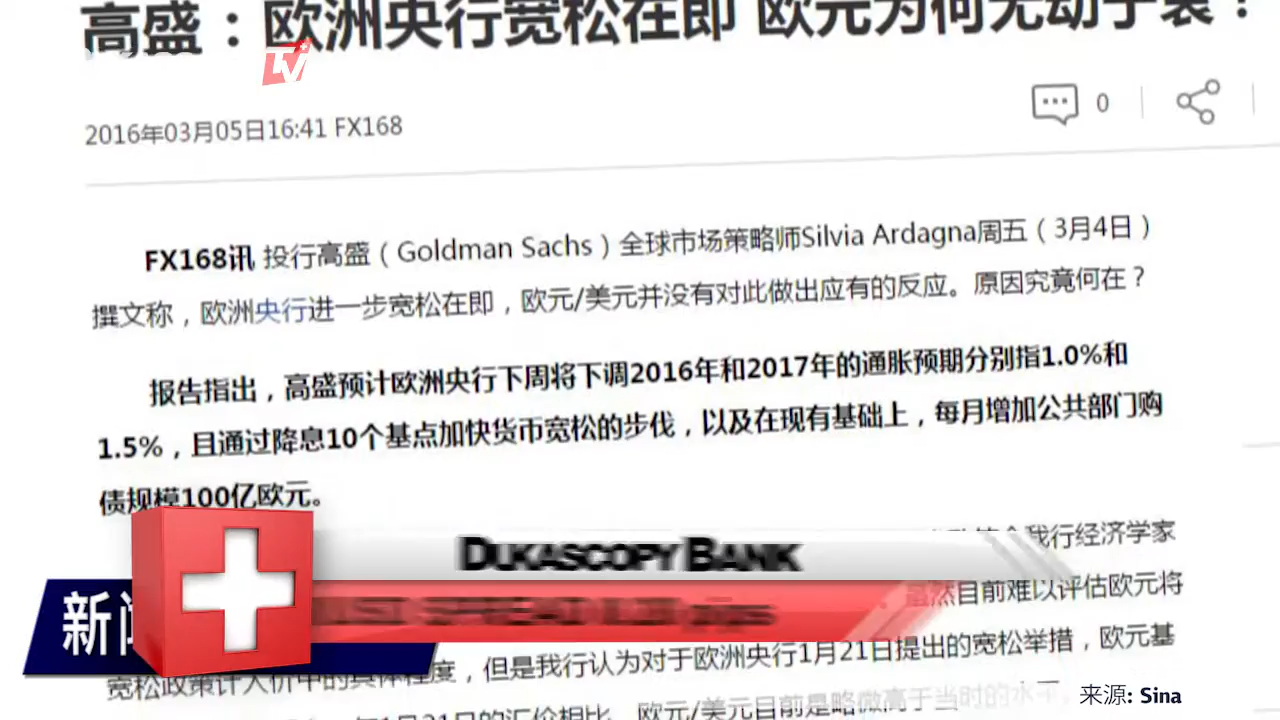 高盛：欧洲央行宽松在即 欧元为何无动于衷？
TV
2016年03月05日16:41 FX168
0
FX168讯 投行高盛（Goldman Sachs）全球市场策略师Silvia Ardagna周五（3月4日）
撰文称，欧洲央行进一步宽松在即，欧元/美元并没有对此做出应有的反应。原因究竟何在？
报告指出，高盛预计欧洲央行下周将下调2016年和2017年的通胀预期分别指1.0%和
1.5%，且通过降息10个基点加快货币宽松的步伐，以及在现有基础上，每月增加公共部门购
债规模100亿欧元。
我行经济学家
DUKASCOPY BANK
虽然目前难以评估欧元将
新闻
宽松政策计入价中的具体程度，但是我行认为对于欧洲央行1月21日提出的宽松举措，欧元基
年1月21日的汇价相比，欧元/美元目前是略微高于当时的水平
来源: Sina